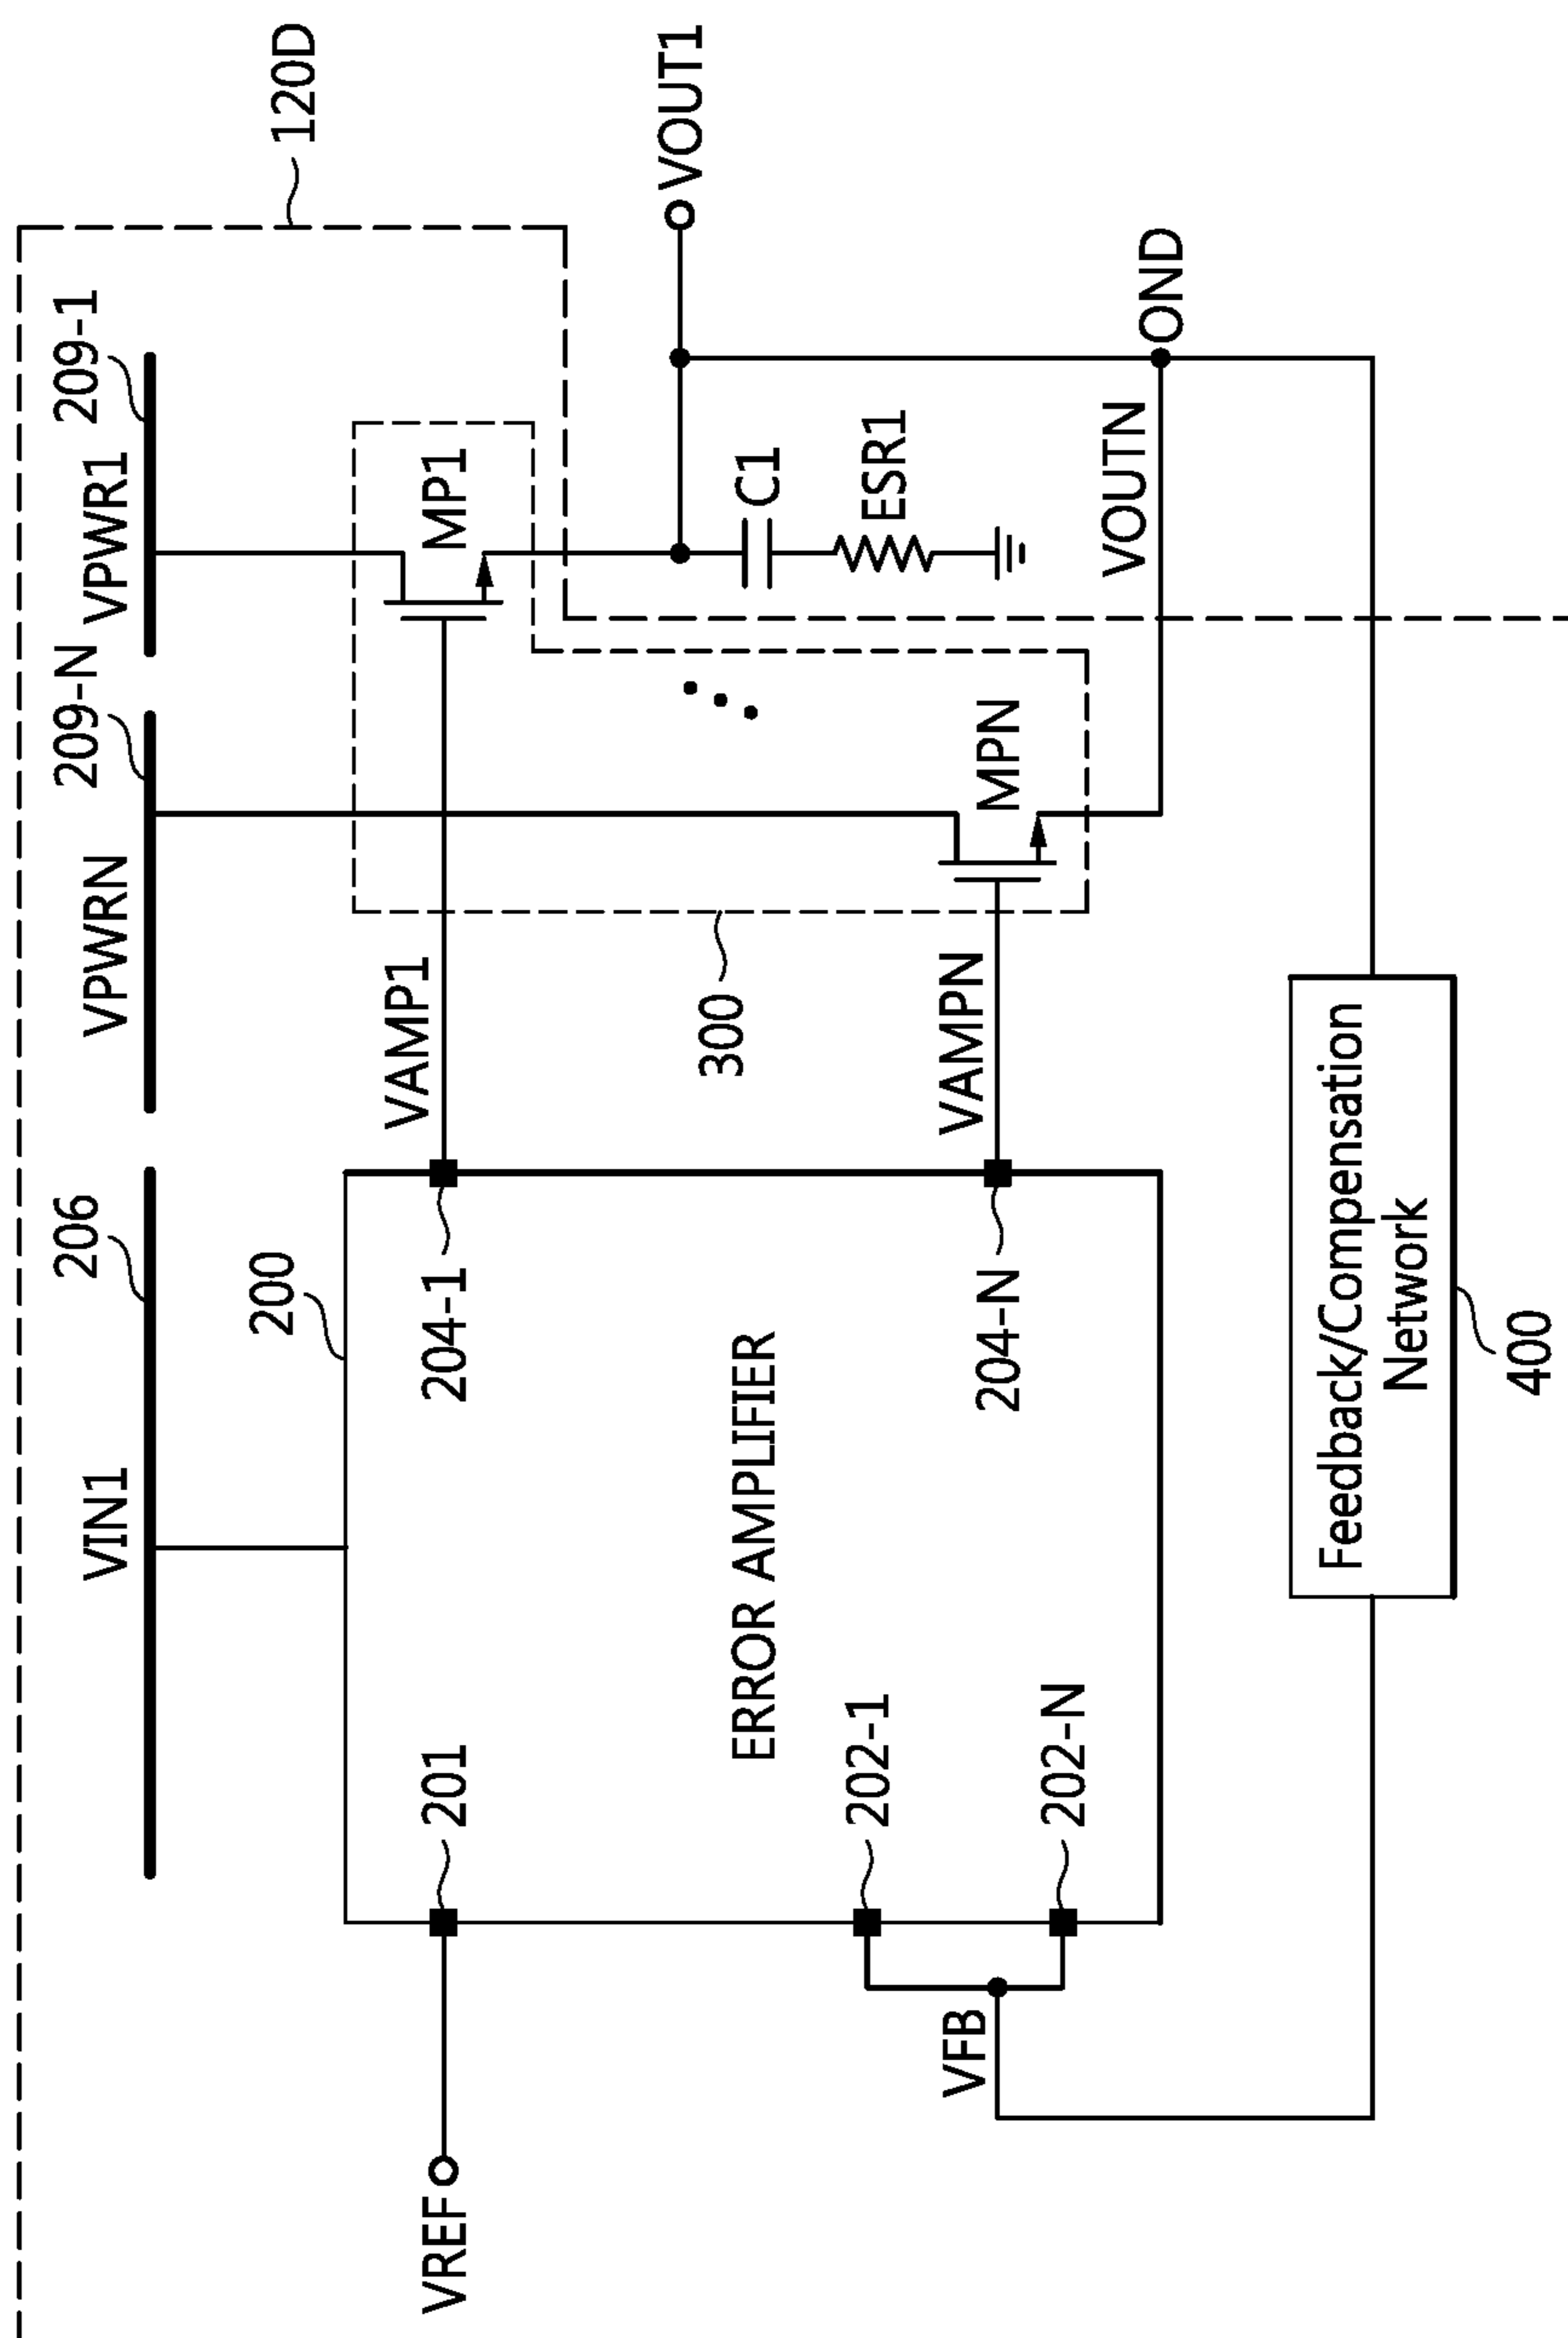 120D
206
209-N
209-1
VIN1
VPWRN
VPWR1
200
VREF
201
204-1
VAMP1
MP1
VOUT1
300
ERROR AMPLIFIER
C1
202-1
ESR1
VFB
204-N
VAMPN
MPN
202-N
VOUTN
OND
Feedback/Compensation
Network
400